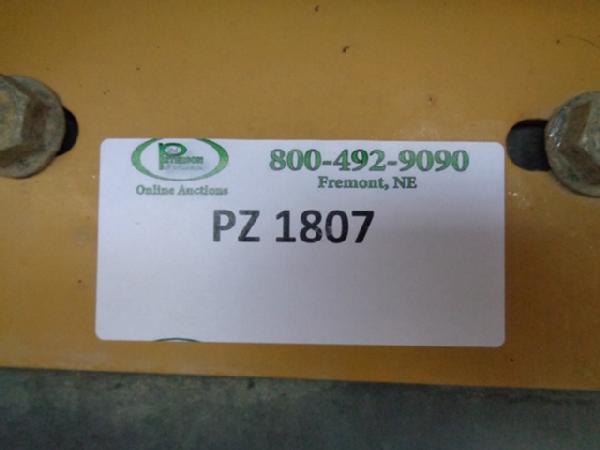 800-492-9090
Online Auctions
Fremont, NE
PZ 1807